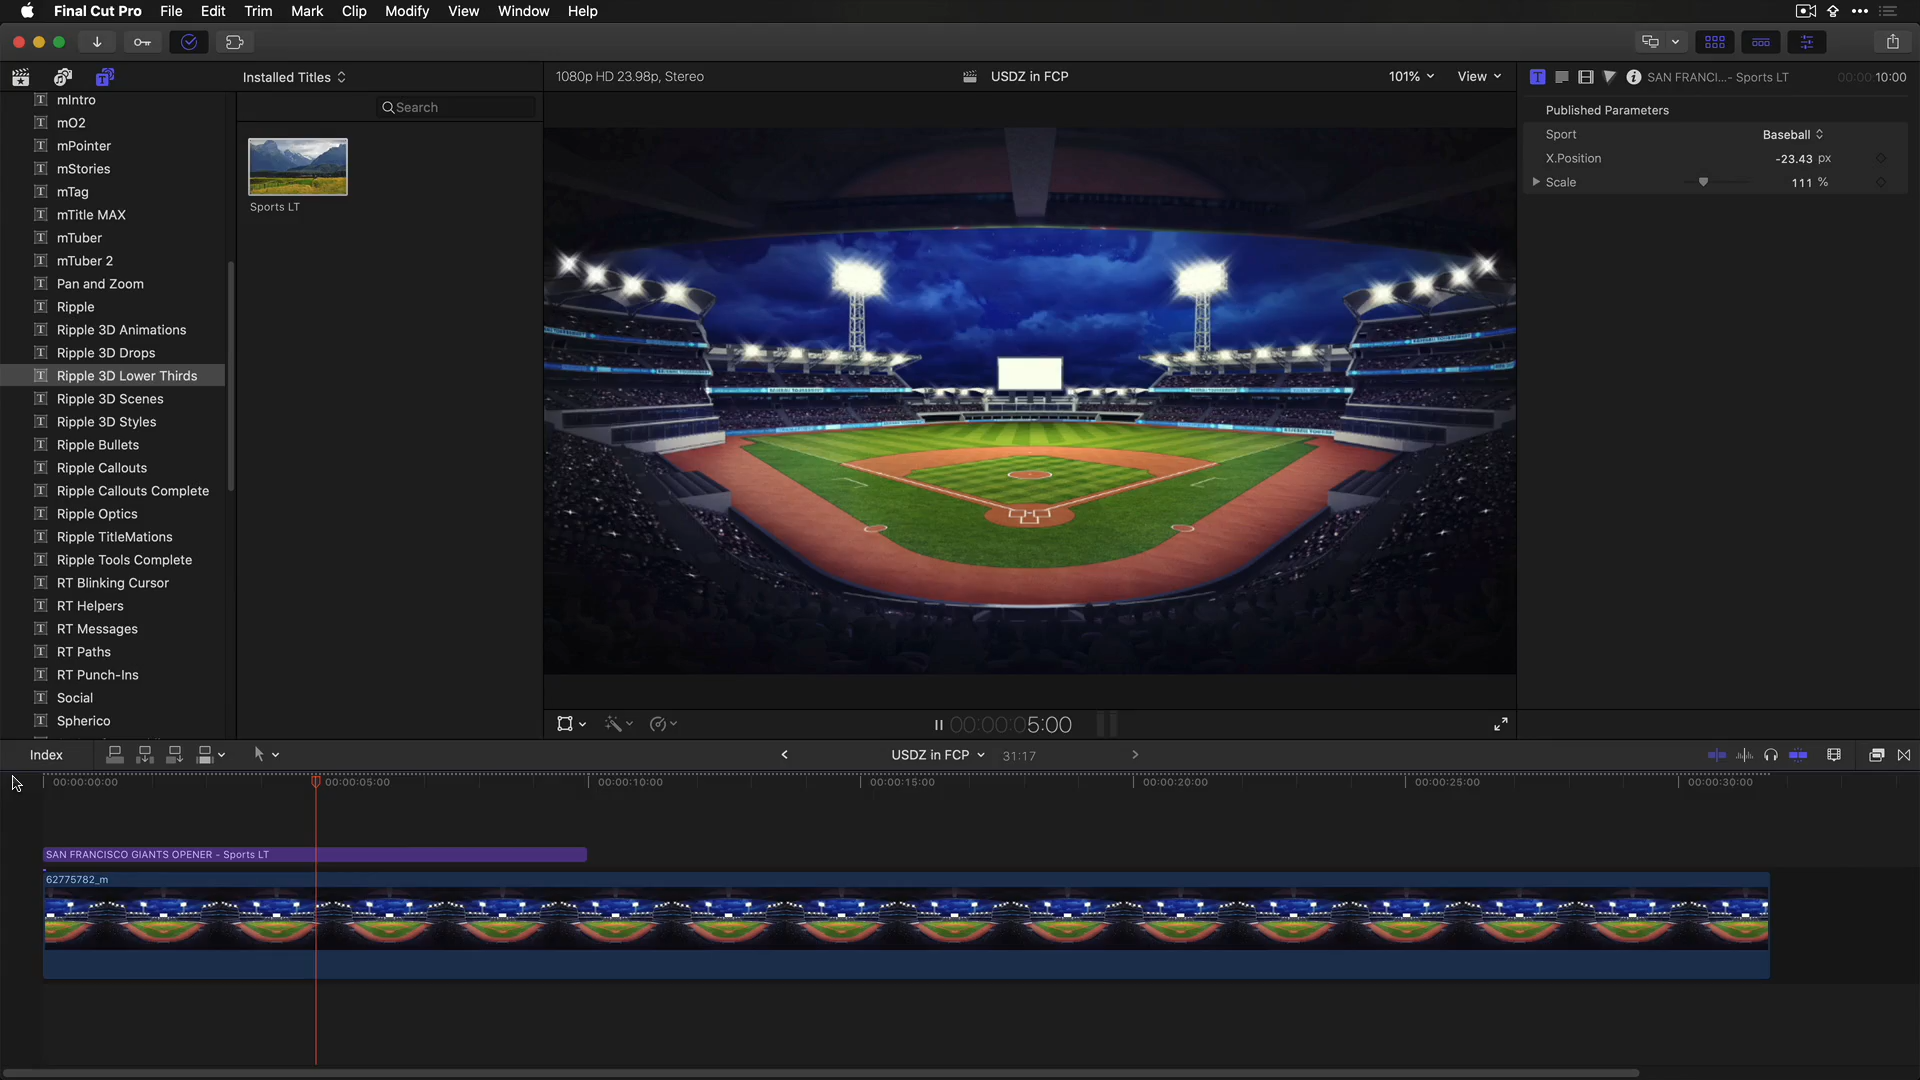 Final Cut Pro File Edit Trim Mark Clip Modify View Window Help
Installed Titles
Search
mIntro
mO2
mPointer
mStories
mTag
mTitle MAX
mTuber
mTuber 2
Pan and Zoom
Ripple
Ripple 3D Animations
Ripple 3D Drops
Ripple 3D Lower Thirds
Ripple 3D Scenes
Ripple 3D Styles
Ripple Bullets
Ripple Callouts
Ripple Callouts Complete
Ripple Optics
Ripple TitleMations
Ripple Tools Complete
RT Blinking Cursor
RT Helpers
RT Messages
RT Paths
RT Punch-Ins
Social
Spherico
Sports LT
1080p HD 23.98p, Stereo
USDZ in FCP
101%
View
00:00:05:00
SAN FRANCI...- Sports LT
00:00:10:00
Published Parameters
Sport Baseball
X.Position -23.43 px
Scale 111 %
Index
USDZ in FCP 31:17
00:00:00:00 00:00:05:00 00:00:10:00 00:00:15:00 00:00:20:00 00:00:25:00 00:00:30:00
SAN FRANCISCO GIANTS OPENER - Sports LT
62775782_m